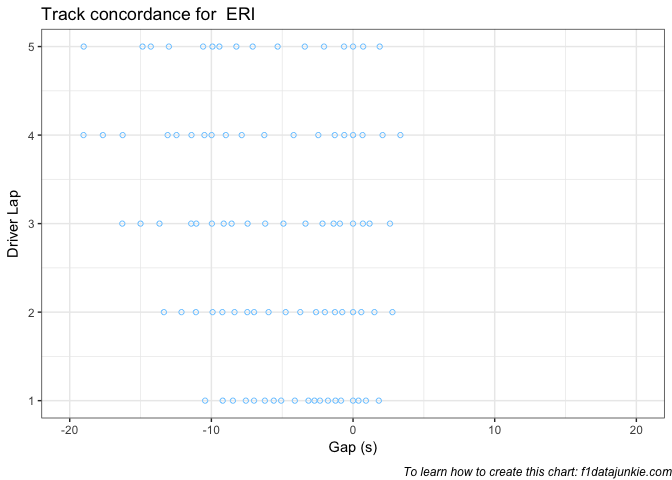 Track concordance for  ERI
5
4
3
2
1
Driver Lap
-20
-10
0
10
20
Gap (s)
To learn how to create this chart: f1datajunkie.com